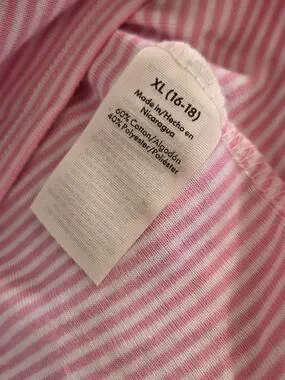 XL (16-18)
Made in/Hecho en
Nicaragua
60% Cotton/Algodón
40% Polyester/Poliéster